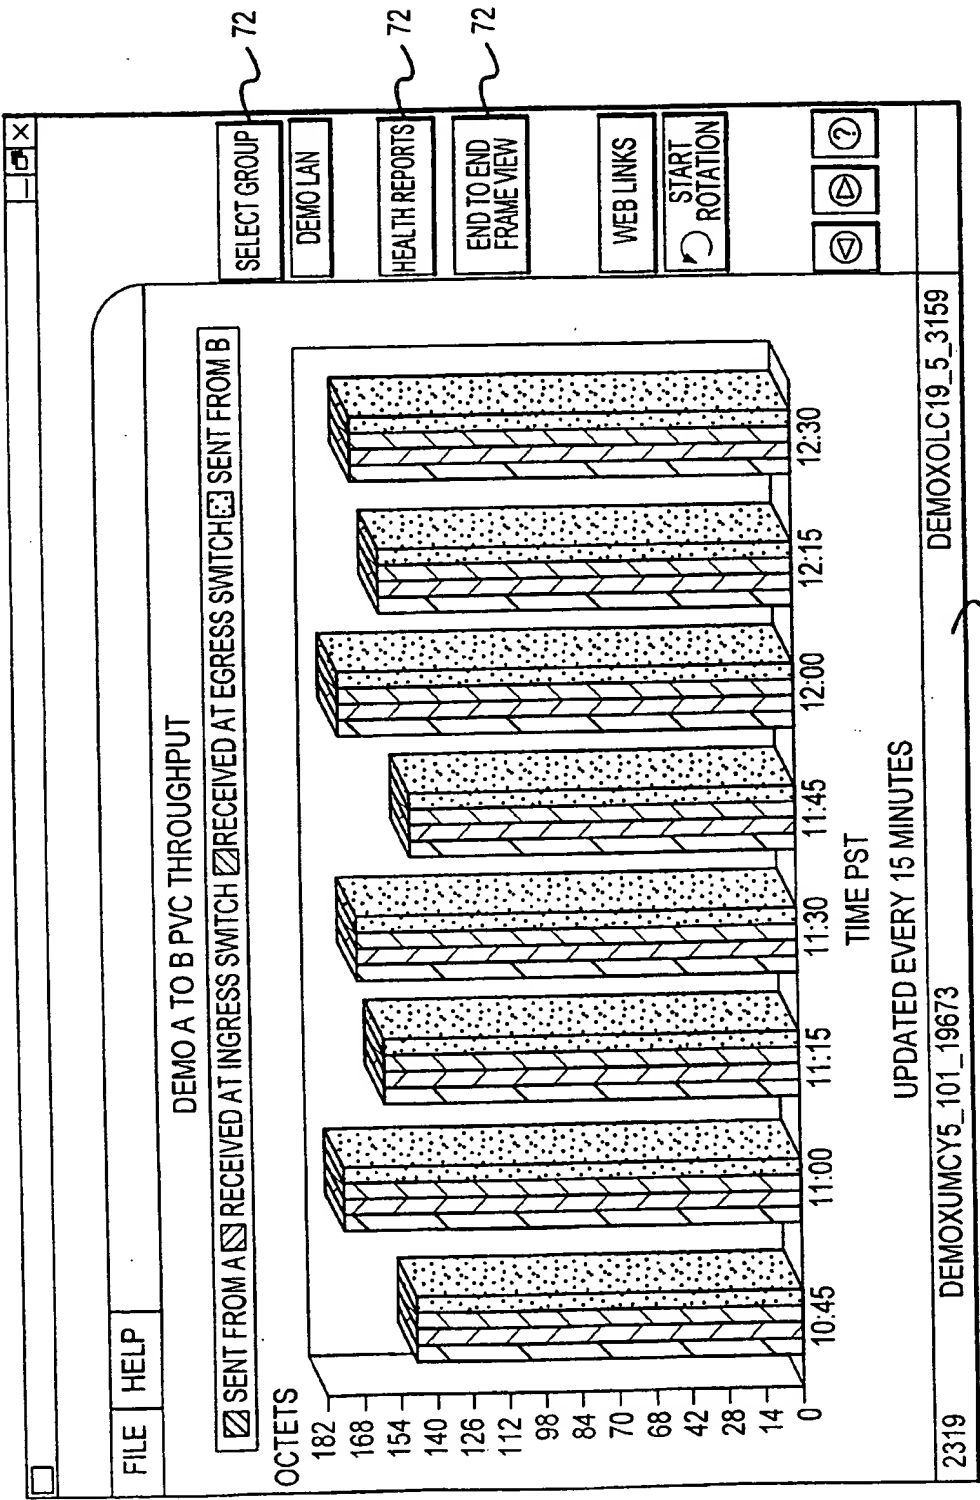 FILE HELP
DEMO A TO B PVC THROUGHPUT
SENT FROM A RECEIVED AT INGRESS SWITCH RECEIVED AT EGRESS SWITCH SENT FROM B
OCTETS
182
168
154
140
126
112
98
84
70
68
42
28
14
0
10:45 11:00 11:15 11:30 11:45 12:00 12:15 12:30
TIME PST
UPDATED EVERY 15 MINUTES
2319 DEMOXUMCY5_101_19673 DEMOXOLC19_5_3159
SELECT GROUP
72
DEMO LAN
HEALTH REPORTS
72
END TO END
FRAME VIEW
72
WEB LINKS
START
ROTATION
?